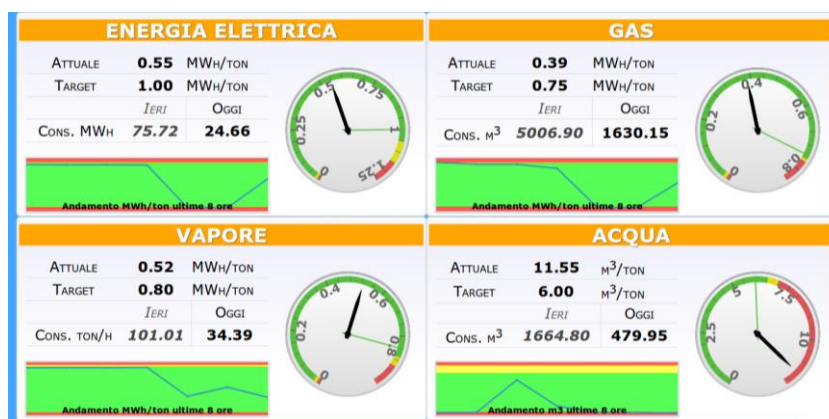 ENERGIA ELETTRICA
ATTUALE 0.55 MWH/TON
TARGET 1.00 MWH/TON
IERI OGGI
CONS. MWH 75.72 24.66
0 0.25 0.5 0.75 1 1.25
Andamento MWh/ton ultime 8 ore
GAS
ATTUALE 0.39 MWH/TON
TARGET 0.75 MWH/TON
IERI OGGI
CONS. M³ 5006.90 1630.15
0 0.2 0.4 0.6 0.8
Andamento MWh/ton ultime 8 ore
VAPORE
ATTUALE 0.52 MWH/TON
TARGET 0.80 MWH/TON
IERI OGGI
CONS. TON/H 101.01 34.39
0 0.2 0.4 0.6 0.8
Andamento MWh/ton ultime 8 ore
ACQUA
ATTUALE 11.55 M³/TON
TARGET 6.00 M³/TON
IERI OGGI
CONS. M³ 1664.80 479.95
0 2.5 5 7.5 10
Andamento m3 ultime 8 ore